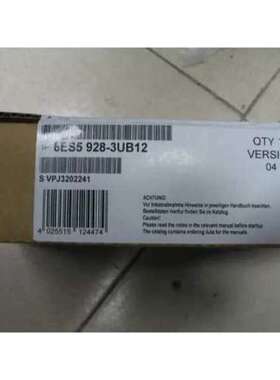 6ES5 928-3UB12
QTY
VERSI
04
S VPJ3202241
ACHTUNG!
Vor Inbetriebnahme Hinweise in jeweiligen Handbuch beachten.
Bestelldaten hierfür finden Sie im Katalog.
Caution!
Please read the notes in the relevant manual before startup.
The catalog contains ordering data for the manuals.
4 025515 124474